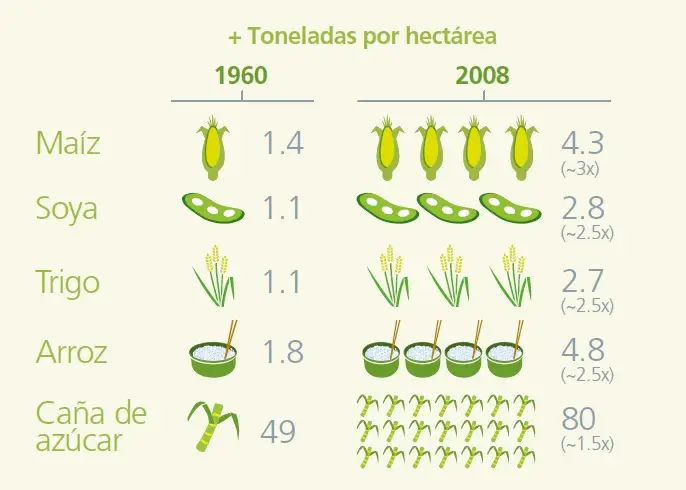 + Toneladas por hectárea
1960 2008
Maíz 1.4 4.3
(~3x)
Soya 1.1 2.8
(~2.5x)
Trigo 1.1 2.7
(~2.5x)
Arroz 1.8 4.8
(~2.5x)
Caña de
azúcar 49 80
(~1.5x)